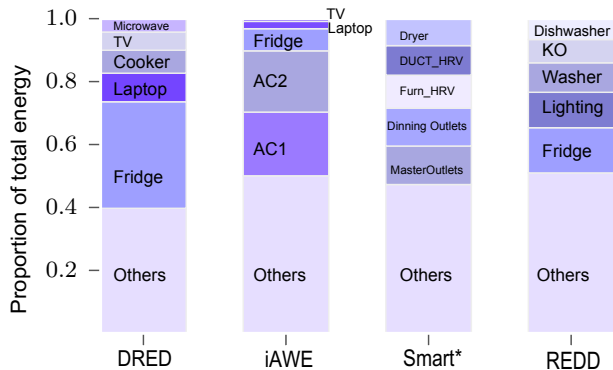 Proportion of total energy
1.0
0.8
0.6
0.4
0.2
Microwave
TV
Cooker
Laptop
Fridge
Others
DRED
TV
Laptop
Fridge
AC2
AC1
Others
iAWE
Dryer
DUCT_HRV
Furn_HRV
Dinning Outlets
MasterOutlets
Others
Smart*
Dishwasher
KO
Washer
Lighting
Fridge
Others
REDD